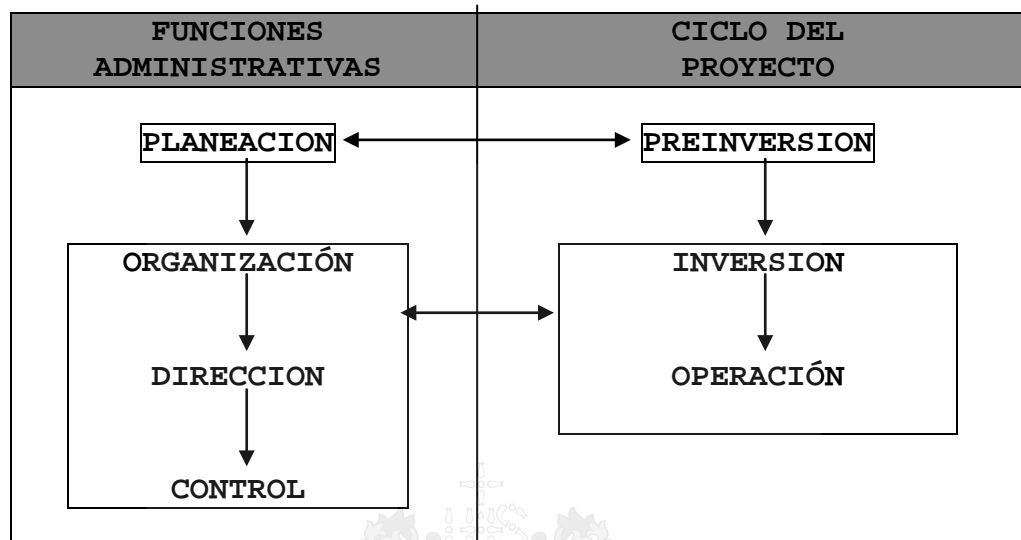 FUNCIONES
ADMINISTRATIVAS
CICLO DEL
PROYECTO
PLANEACION
PREINVERSION
ORGANIZACIÓN
INVERSION
DIRECCION
OPERACIÓN
CONTROL